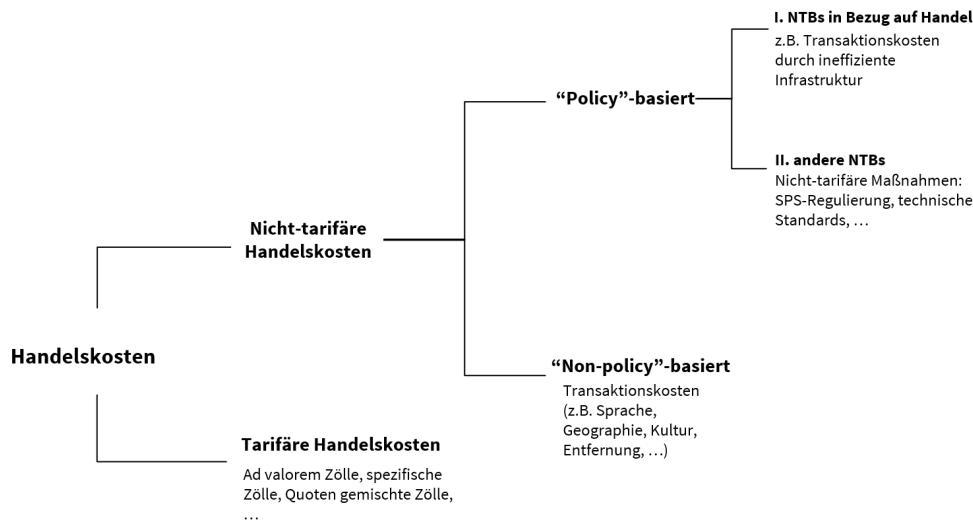 I. NTBs in Bezug auf Handel
z.B. Transaktionskosten
durch ineffiziente
Infrastruktur
“Policy”-basiert
II. andere NTBs
Nicht-tarifäre Maßnahmen:
SPS-Regulierung, technische
Standards, …
Nicht-tarifäre
Handelskosten
Handelskosten
“Non-policy”-basiert
Transaktionskosten
(z.B. Sprache,
Geographie, Kultur,
Entfernung, …)
Tarifäre Handelskosten
Ad valorem Zölle, spezifische
Zölle, Quoten gemischte Zölle,
…